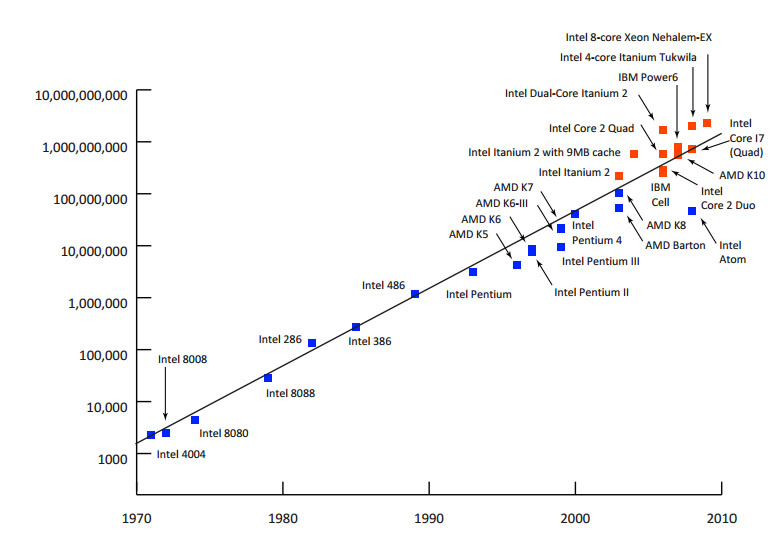 Intel 8-core Xeon Nehalem-EX
Intel 4-core Itanium Tukwila
IBM Power6
Intel Dual-Core Itanium 2
10,000,000,000
Intel Core 2 Quad
Intel
Core I7
(Quad)
1,000,000,000
Intel Itanium 2 with 9MB cache
Intel Itanium 2
AMD K10
IBM
Cell
Intel
Core 2 Duo
100,000,000
AMD K7
AMD K6-III
AMD K6
AMD K5
Intel
Pentium 4
AMD K8
AMD Barton
Intel
Atom
10,000,000
Intel Pentium III
Intel Pentium II
Intel Pentium
Intel 486
1,000,000
Intel 286
Intel 386
100,000
Intel 8008
Intel 8088
10,000
Intel 8080
Intel 4004
1000
1970
1980
1990
2000
2010